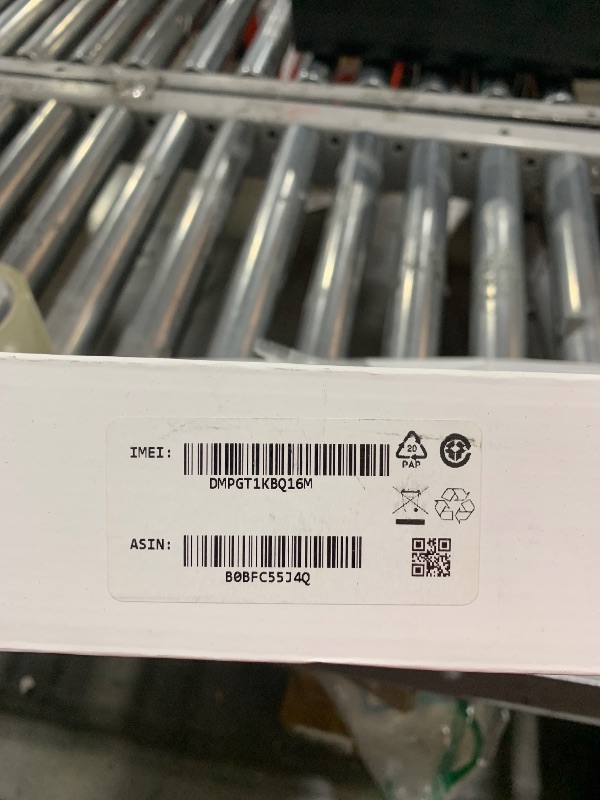 IMEI:
DMPGT1KBQ16M
20
PAP
ASIN:
B0BFC55J4Q